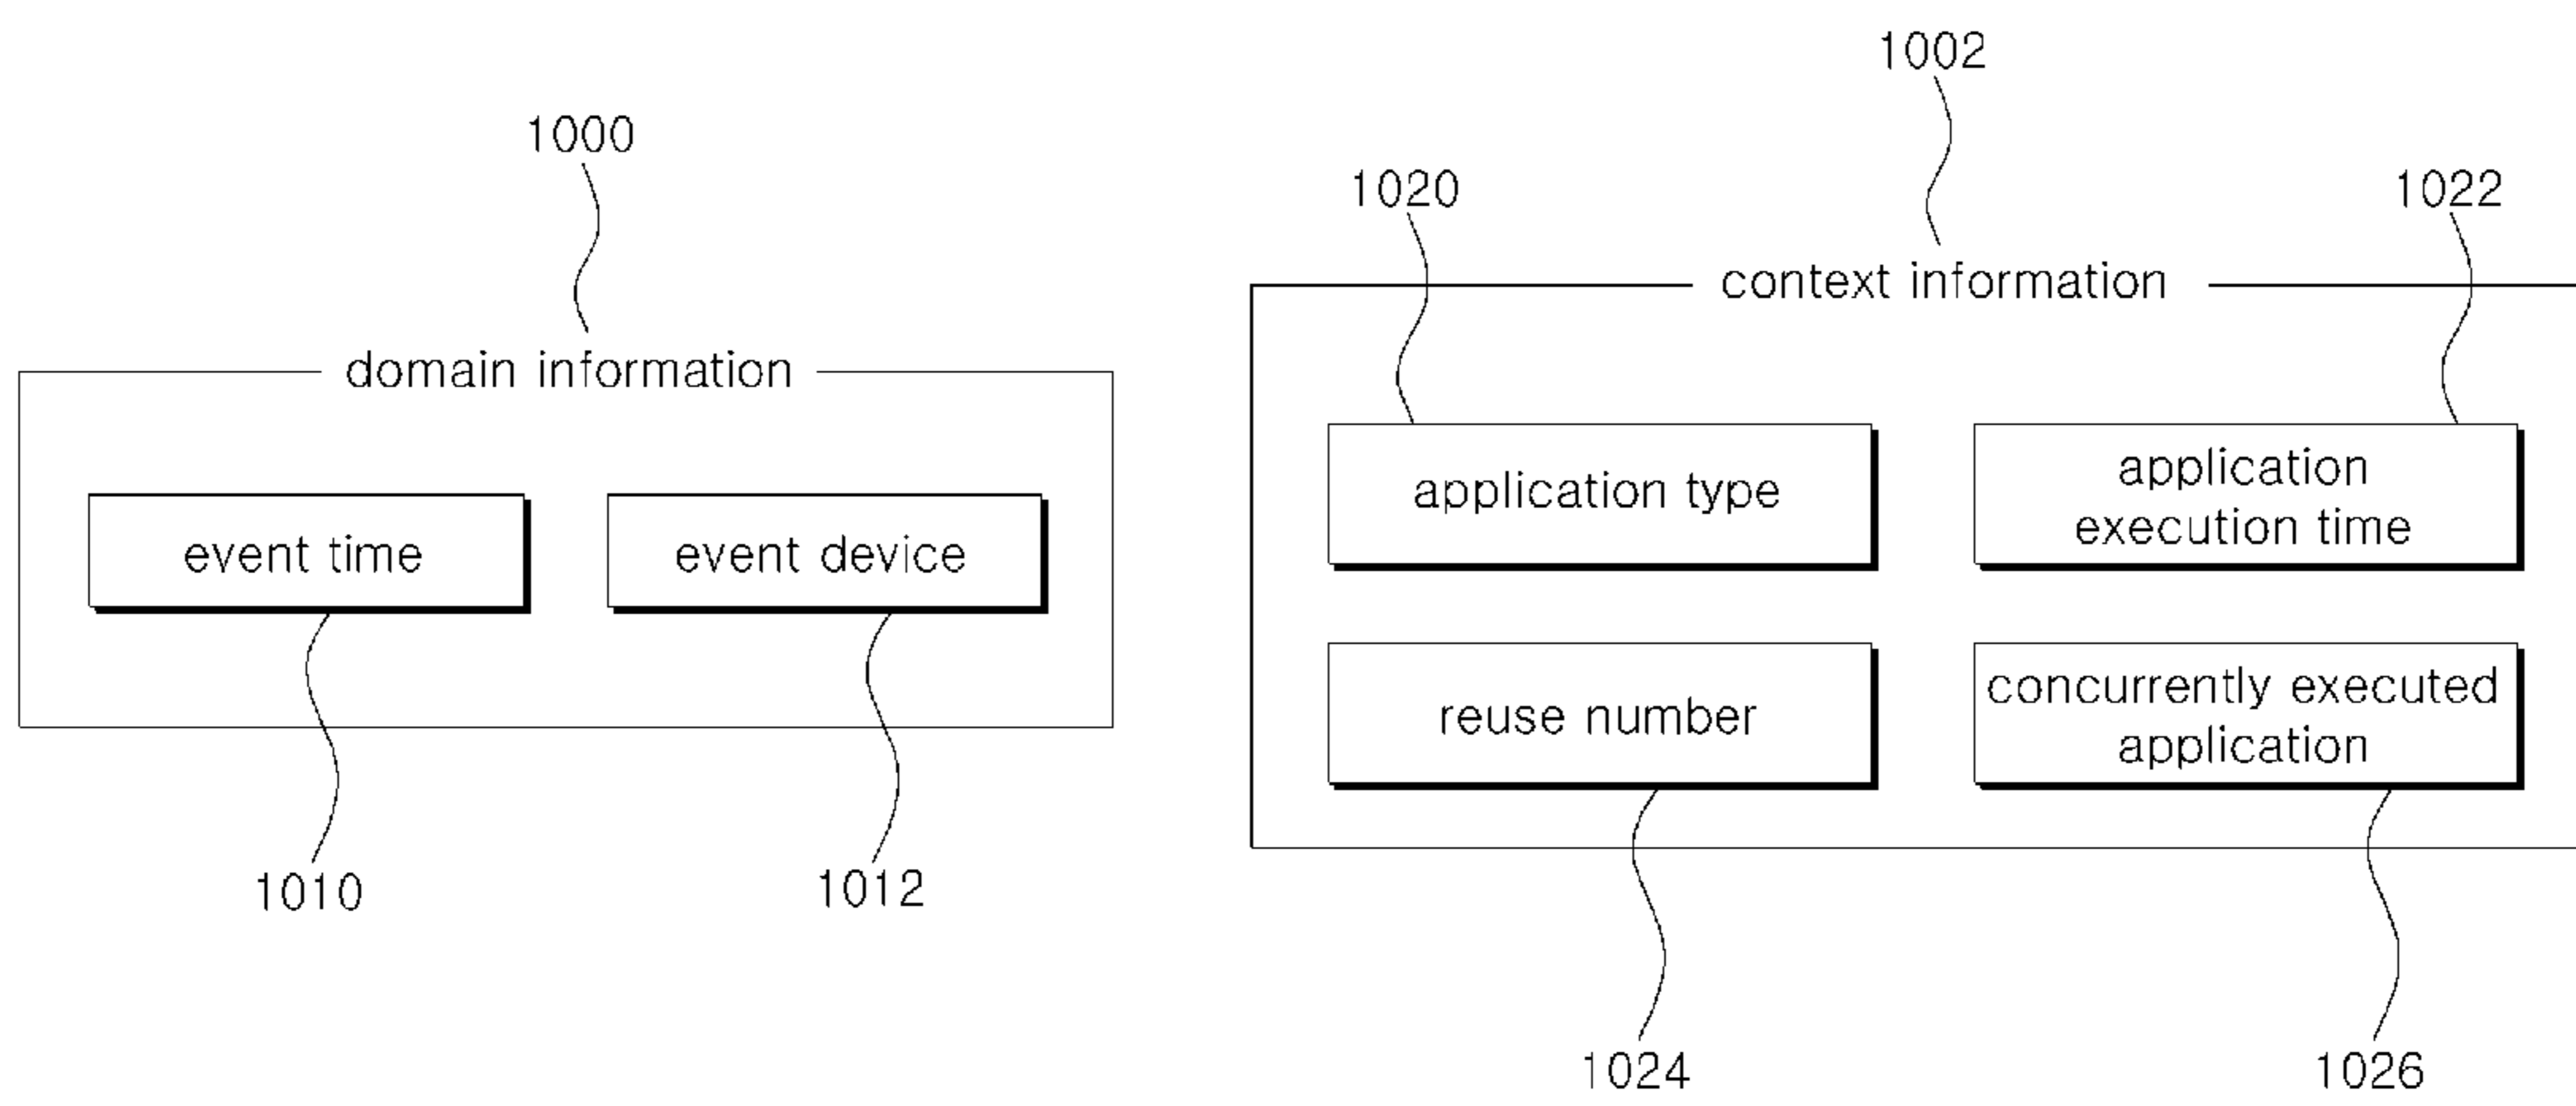 1000
domain information
event time
event device
1010
1012
1002
1020
1022
context information
application type
application
execution time
reuse number
concurrently executed
application
1024
1026